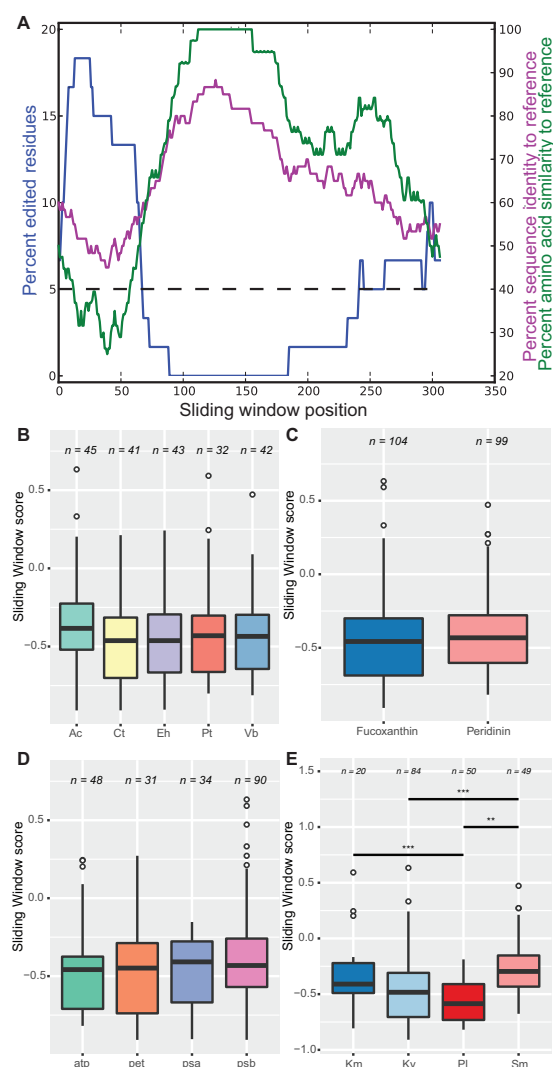 A
20
15
10
5
0
100
90
80
70
60
50
40
30
20
0
50
100
150
200
250
300
350
Percent edited residues
Percent sequence identity to reference
Percent amino acid similarity to reference
Sliding window position
B
n = 45
n = 41
n = 43
n = 32
n = 42
0.5
0.0
−0.5
Sliding Window score
Ac
Ct
Eh
Pt
Vb
C
n = 104
n = 99
0.5
0.0
−0.5
Sliding Window score
Fucoxanthin
Peridinin
D
n = 48
n = 31
n = 34
n = 90
0.5
0.0
−0.5
Sliding Window score
atp
pet
psa
psb
E
n = 20
n = 84
n = 50
n = 49
1.5
1.0
0.5
0.0
−0.5
−1.0
***
**
***
Sliding Window score
Km
Kv
Pl
Sm